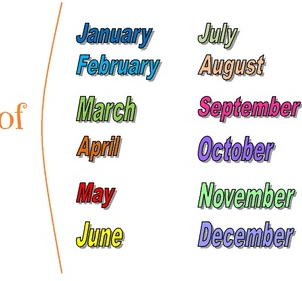 of
January
February
March
April
May
June
July
August
September
October
November
December